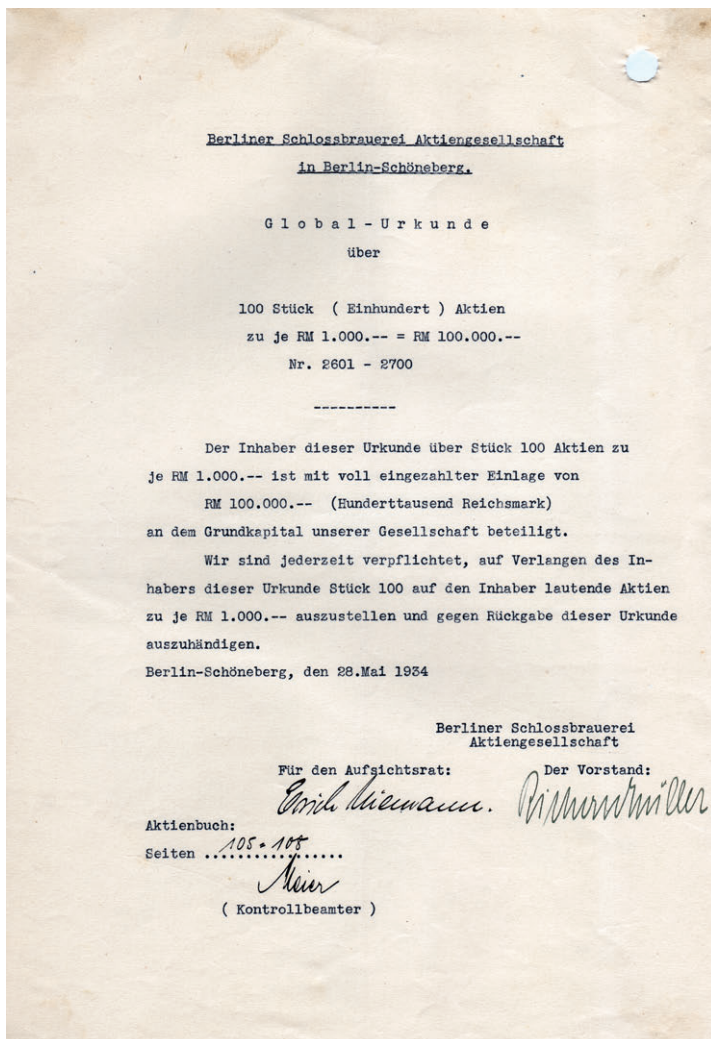 Berliner Schlossbrauerei Aktiengesellschaft
in Berlin-Schöneberg.
Global-Urkunde
über
100 Stück ( Einhundert ) Aktien
zu je RM 1.000.-- = RM 100.000.--
Nr. 2601 - 2700
----------
Der Inhaber dieser Urkunde über Stück 100 Aktien zu
je RM 1.000.-- ist mit voll eingezahlter Einlage von
RM 100.000.-- (Hunderttausend Reichsmark)
an dem Grundkapital unserer Gesellschaft beteiligt.
Wir sind jederzeit verpflichtet, auf Verlangen des In-
habers dieser Urkunde Stück 100 auf den Inhaber lautende Aktien
zu je RM 1.000.-- auszustellen und gegen Rückgabe dieser Urkunde
auszuhändigen.
Berlin-Schöneberg, den 28.Mai 1934
Berliner Schlossbrauerei
Aktiengesellschaft
Für den Aufsichtsrat: Der Vorstand:
Erich Niemann. Richard Müller
Aktienbuch:
Seiten 105-108
Meier
( Kontrollbeamter )